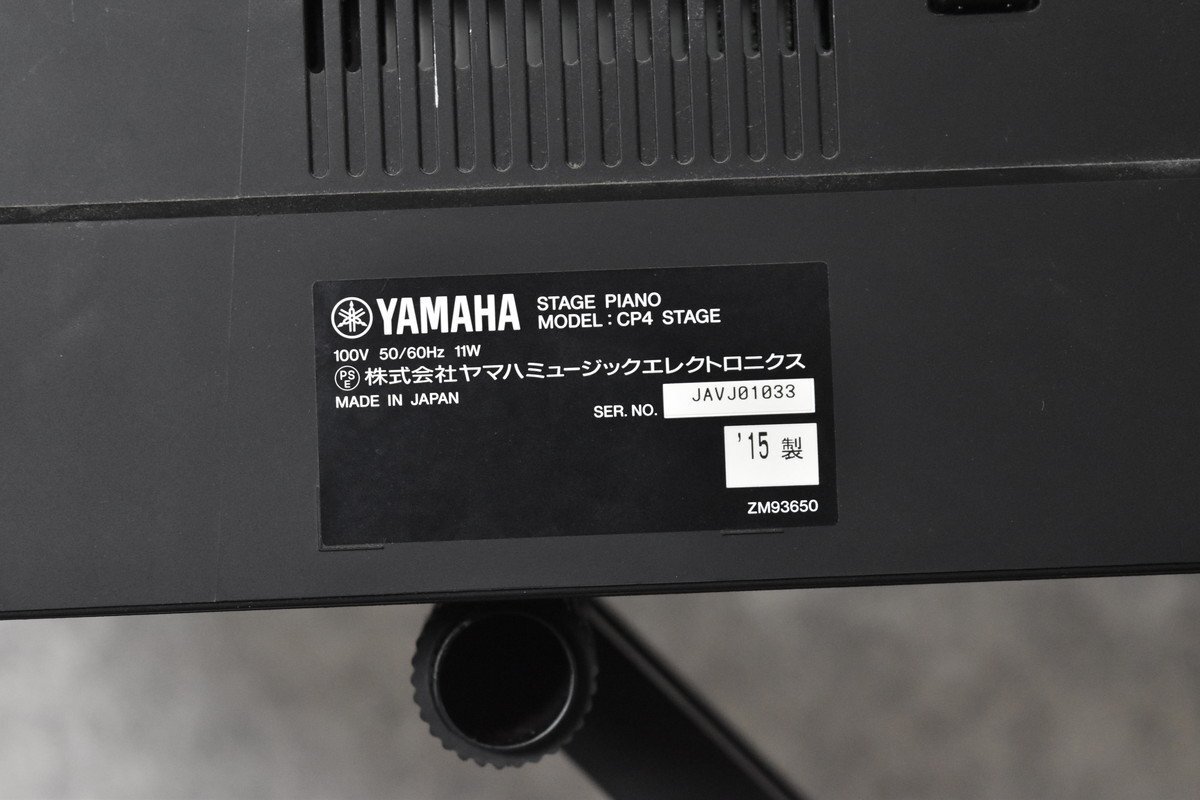 YAMAHA STAGE PIANO
MODEL : CP4 STAGE
100V 50/60Hz 11W
PS E 株式会社ヤマハミュージックエレクトロニクス
MADE IN JAPAN
SER. NO. JAVJ01033
'15 製
ZM93650